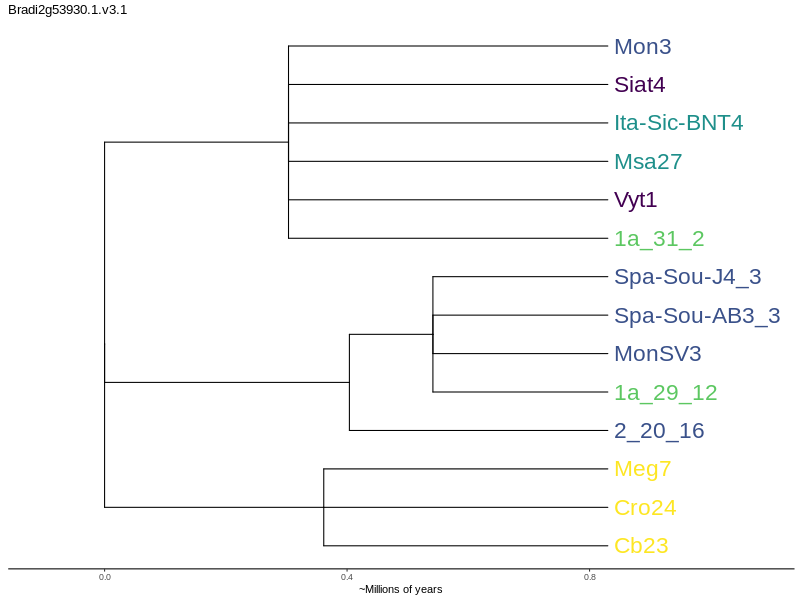 Bradi2g53930.1.v3.1
Mon3
Siat4
Ita-Sic-BNT4
Msa27
Vyt1
1a_31_2
Spa-Sou-J4_3
Spa-Sou-AB3_3
MonSV3
1a_29_12
2_20_16
Meg7
Cro24
Cb23
0.0 0.4 0.8
~Millions of years